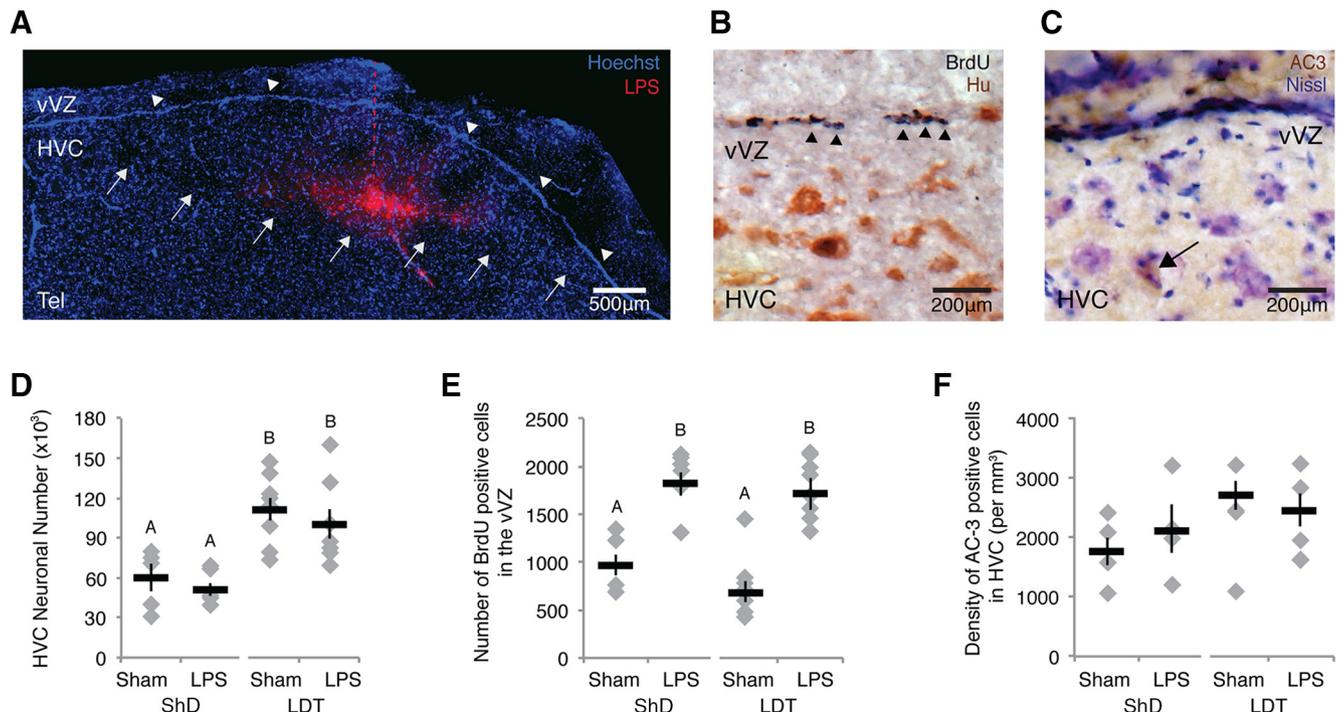 A
Hoechst
LPS
vVZ
HVC
Tel
500µm
B
BrdU
Hu
vVZ
HVC
200µm
C
AC3
Nissl
vVZ
HVC
200µm
D
HVC Neuronal Number (x10³)
180
150
120
90
60
30
0
A
A
B
B
Sham LPS Sham LPS
ShD LDT
E
Number of BrdU positive cells
in the vVZ
2500
2000
1500
1000
500
0
A
B
A
B
Sham LPS Sham LPS
ShD LDT
F
Density of AC-3 positive cells
in HVC (per mm³)
4000
3000
2000
1000
0
Sham LPS Sham LPS
ShD LDT